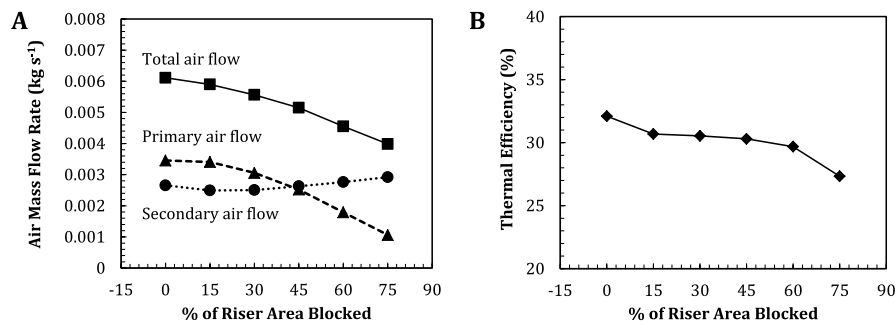 A
Air Mass Flow Rate (kg s⁻¹)
0.008
0.007
0.006
0.005
0.004
0.003
0.002
0.001
0
Total air flow
Primary air flow
Secondary air flow
-15 0 15 30 45 60 75 90
% of Riser Area Blocked
B
Thermal Efficiency (%)
40
35
30
25
20
-15 0 15 30 45 60 75 90
% of Riser Area Blocked